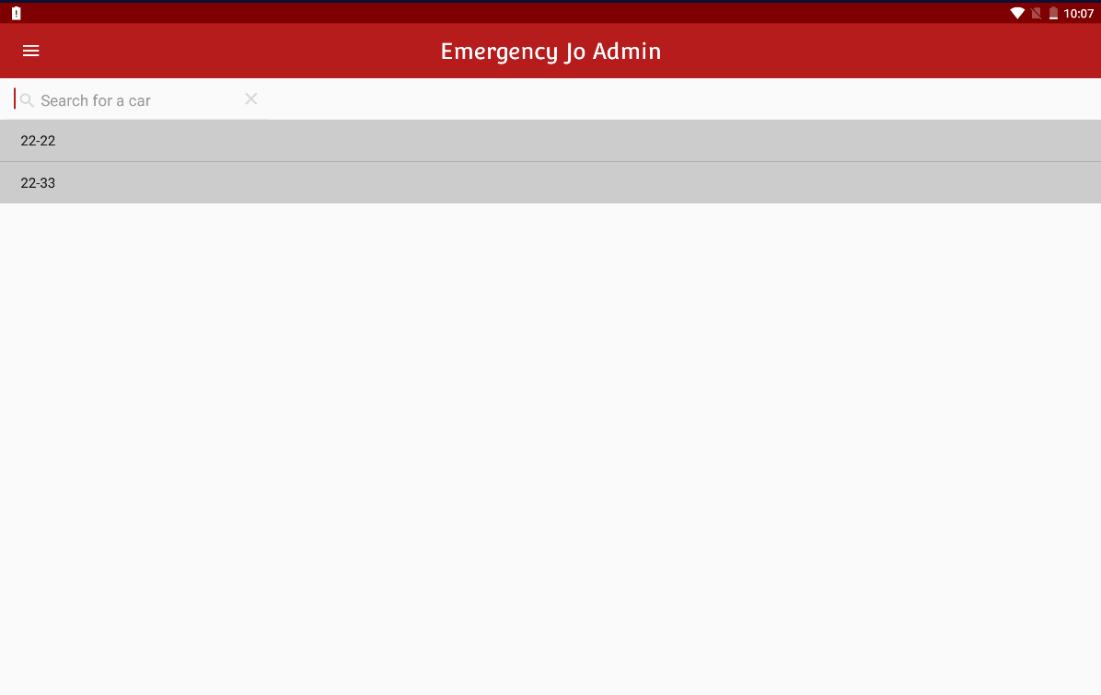 10:07
Emergency Jo Admin
Search for a car
22-22
22-33